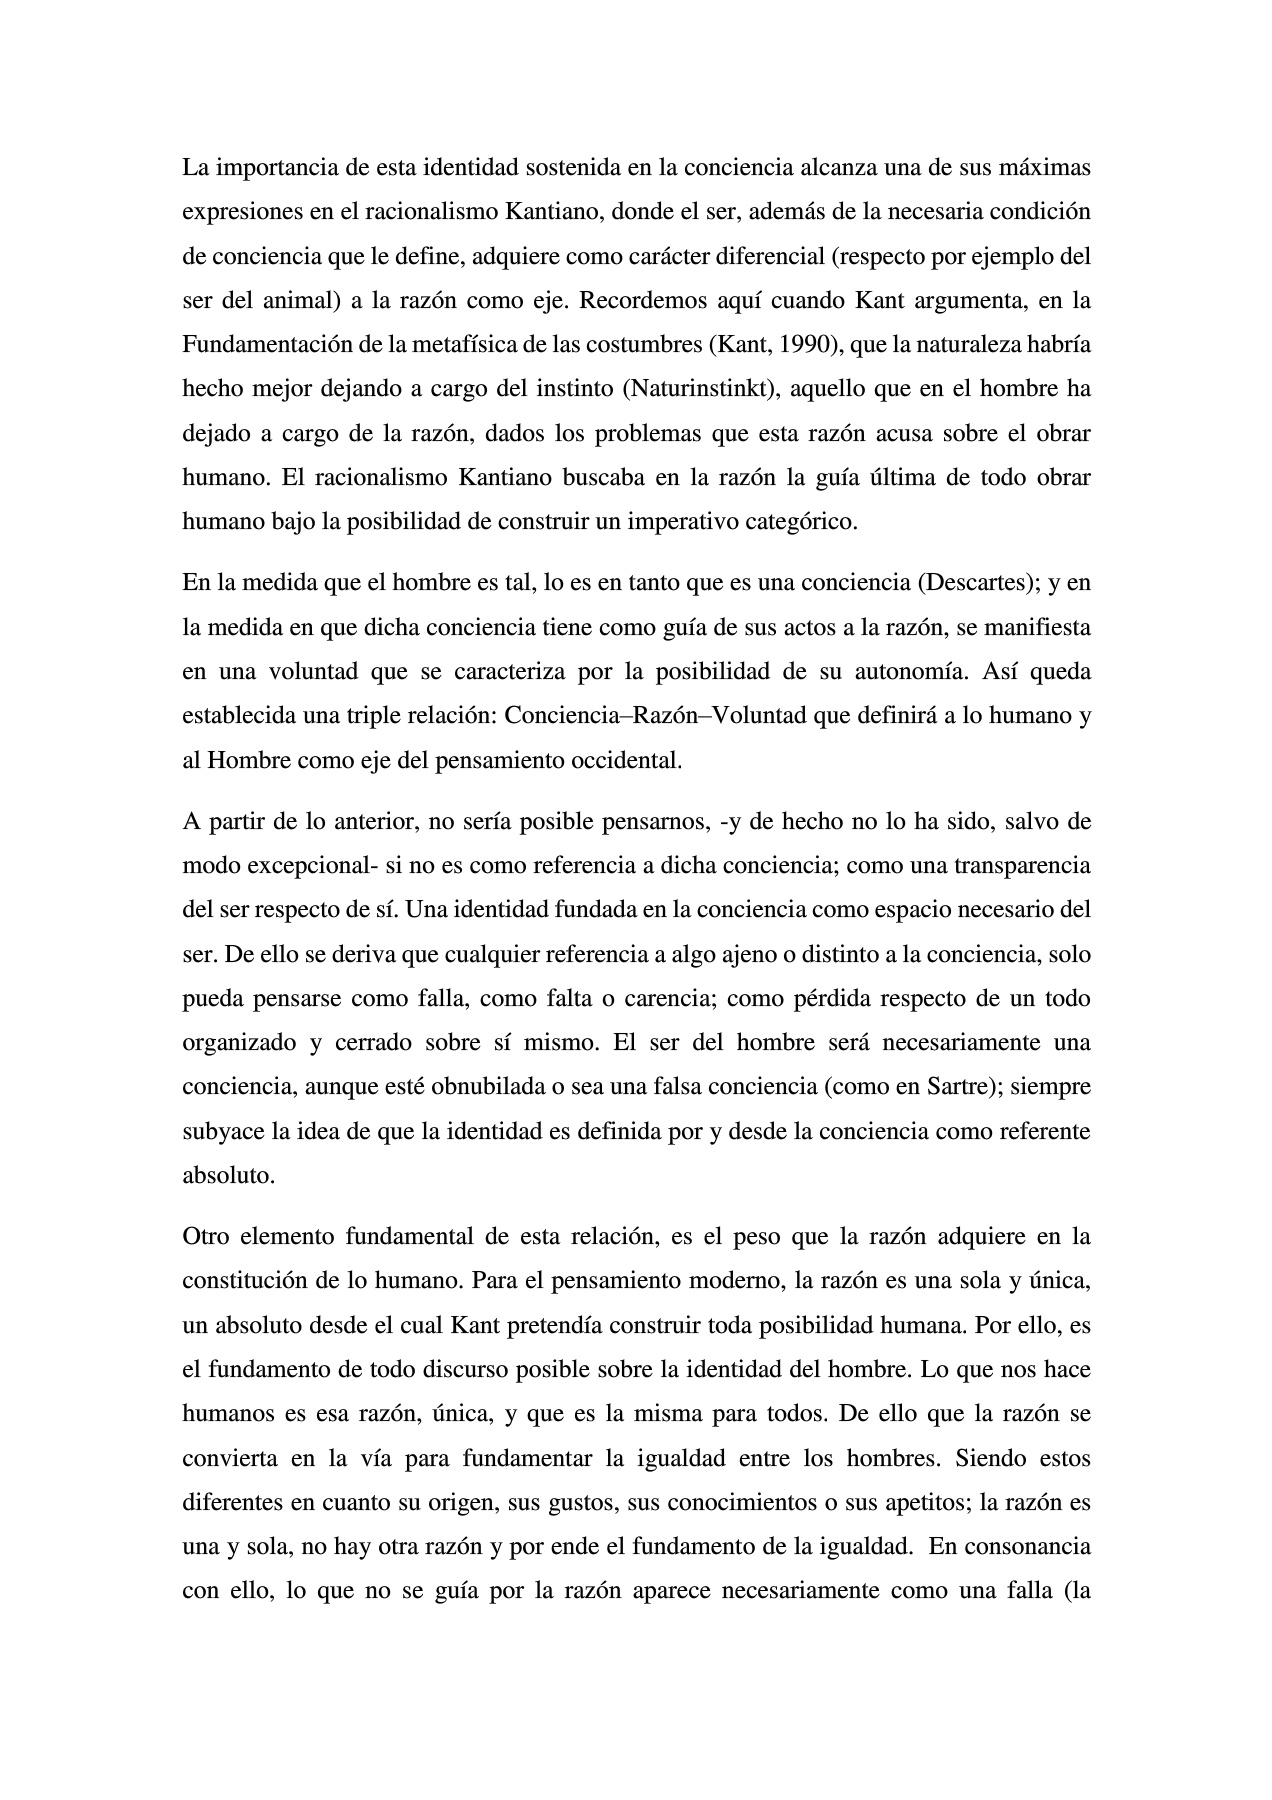 La importancia de esta identidad sostenida en la conciencia alcanza una de sus máximas
expresiones en el racionalismo Kantiano, donde el ser, además de la necesaria condición
de conciencia que le define, adquiere como carácter diferencial (respecto por ejemplo del
ser del animal) a la razón como eje. Recordemos aquí cuando Kant argumenta, en la
Fundamentación de la metafísica de las costumbres (Kant, 1990), que la naturaleza habría
hecho mejor dejando a cargo del instinto (Naturinstinkt), aquello que en el hombre ha
dejado a cargo de la razón, dados los problemas que esta razón acusa sobre el obrar
humano. El racionalismo Kantiano buscaba en la razón la guía última de todo obrar
humano bajo la posibilidad de construir un imperativo categórico.
En la medida que el hombre es tal, lo es en tanto que es una conciencia (Descartes); y en
la medida en que dicha conciencia tiene como guía de sus actos a la razón, se manifiesta
en una voluntad que se caracteriza por la posibilidad de su autonomía. Así queda
establecida una triple relación: Conciencia–Razón–Voluntad que definirá a lo humano y
al Hombre como eje del pensamiento occidental.
A partir de lo anterior, no sería posible pensarnos, -y de hecho no lo ha sido, salvo de
modo excepcional- si no es como referencia a dicha conciencia; como una transparencia
del ser respecto de sí. Una identidad fundada en la conciencia como espacio necesario del
ser. De ello se deriva que cualquier referencia a algo ajeno o distinto a la conciencia, solo
pueda pensarse como falla, como falta o carencia; como pérdida respecto de un todo
organizado y cerrado sobre sí mismo. El ser del hombre será necesariamente una
conciencia, aunque esté obnubilada o sea una falsa conciencia (como en Sartre); siempre
subyace la idea de que la identidad es definida por y desde la conciencia como referente
absoluto.
Otro elemento fundamental de esta relación, es el peso que la razón adquiere en la
constitución de lo humano. Para el pensamiento moderno, la razón es una sola y única,
un absoluto desde el cual Kant pretendía construir toda posibilidad humana. Por ello, es
el fundamento de todo discurso posible sobre la identidad del hombre. Lo que nos hace
humanos es esa razón, única, y que es la misma para todos. De ello que la razón se
convierta en la vía para fundamentar la igualdad entre los hombres. Siendo estos
diferentes en cuanto su origen, sus gustos, sus conocimientos o sus apetitos; la razón es
una y sola, no hay otra razón y por ende el fundamento de la igualdad.  En consonancia
con ello, lo que no se guía por la razón aparece necesariamente como una falla (la